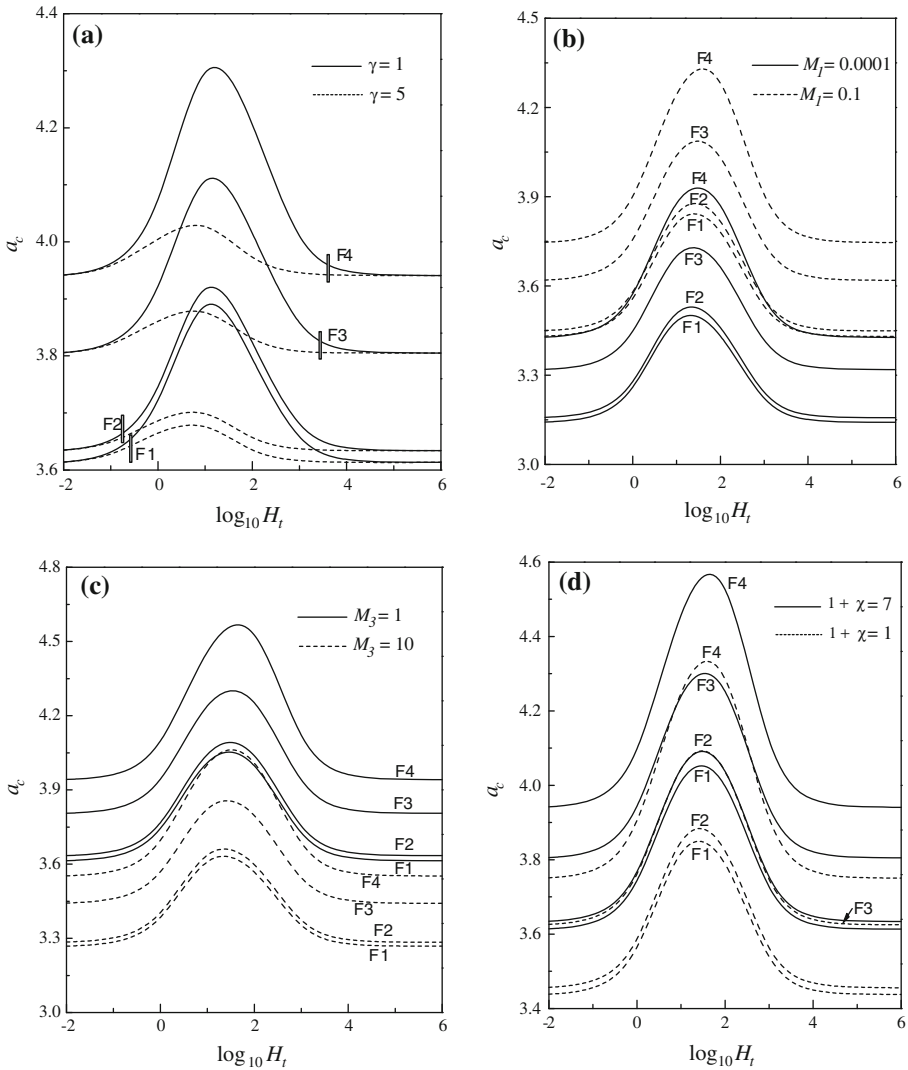 (a)
γ = 1
γ = 5
F4
F3
F2
F1
4.4
4.2
4.0
3.8
3.6
a_c
-2 0 2 4 6
log₁₀ H_t
(b)
M_1 = 0.0001
M_1 = 0.1
F4
F3
F4
F2
F1
F3
F2
F1
4.5
4.2
3.9
3.6
3.3
3.0
a_c
-2 0 2 4 6
log₁₀ H_t
(c)
M_3 = 1
M_3 = 10
F4
F3
F2
F1
F4
F3
F2
F1
4.8
4.5
4.2
3.9
3.6
3.3
3.0
a_c
-2 0 2 4 6
log₁₀ H_t
(d)
1 + χ = 7
1 + χ = 1
F4
F4
F3
F2
F1
F2
F1
F3
4.6
4.4
4.2
4.0
3.8
3.6
3.4
a_c
-2 0 2 4 6
log₁₀ H_t